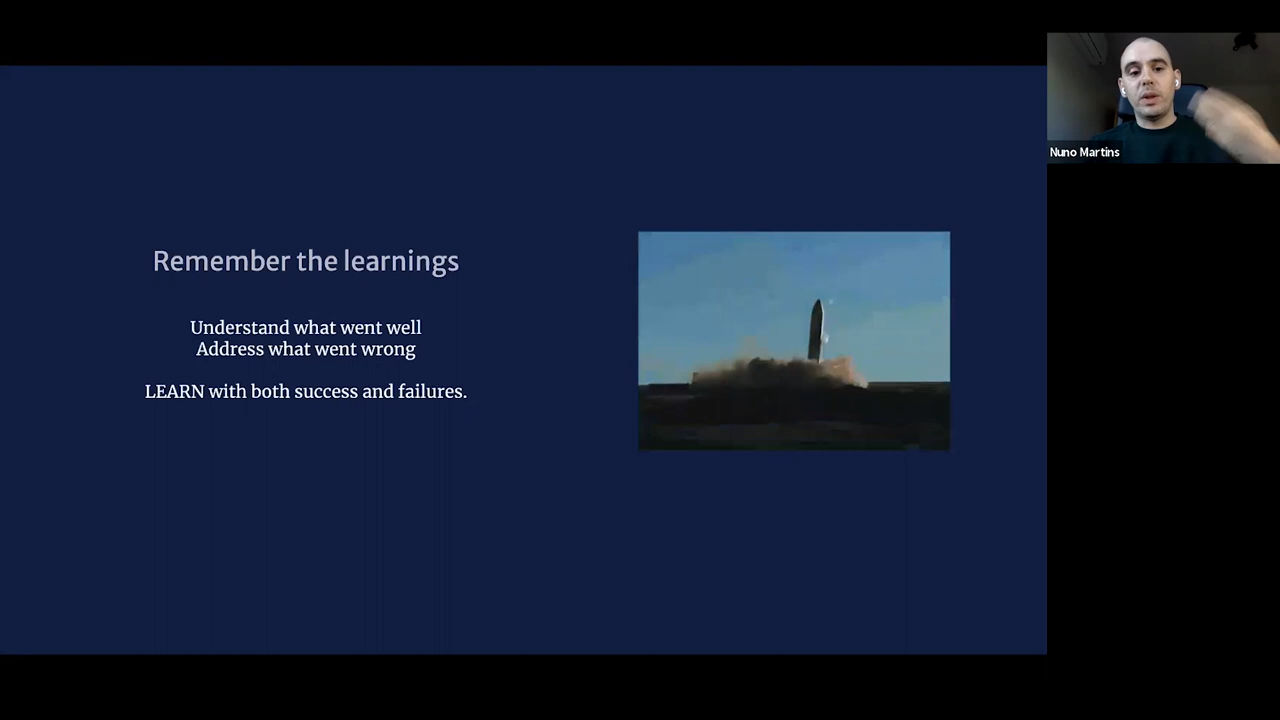 Remember the learnings
Understand what went well
Address what went wrong
LEARN with both success and failures.
Nuno Martins